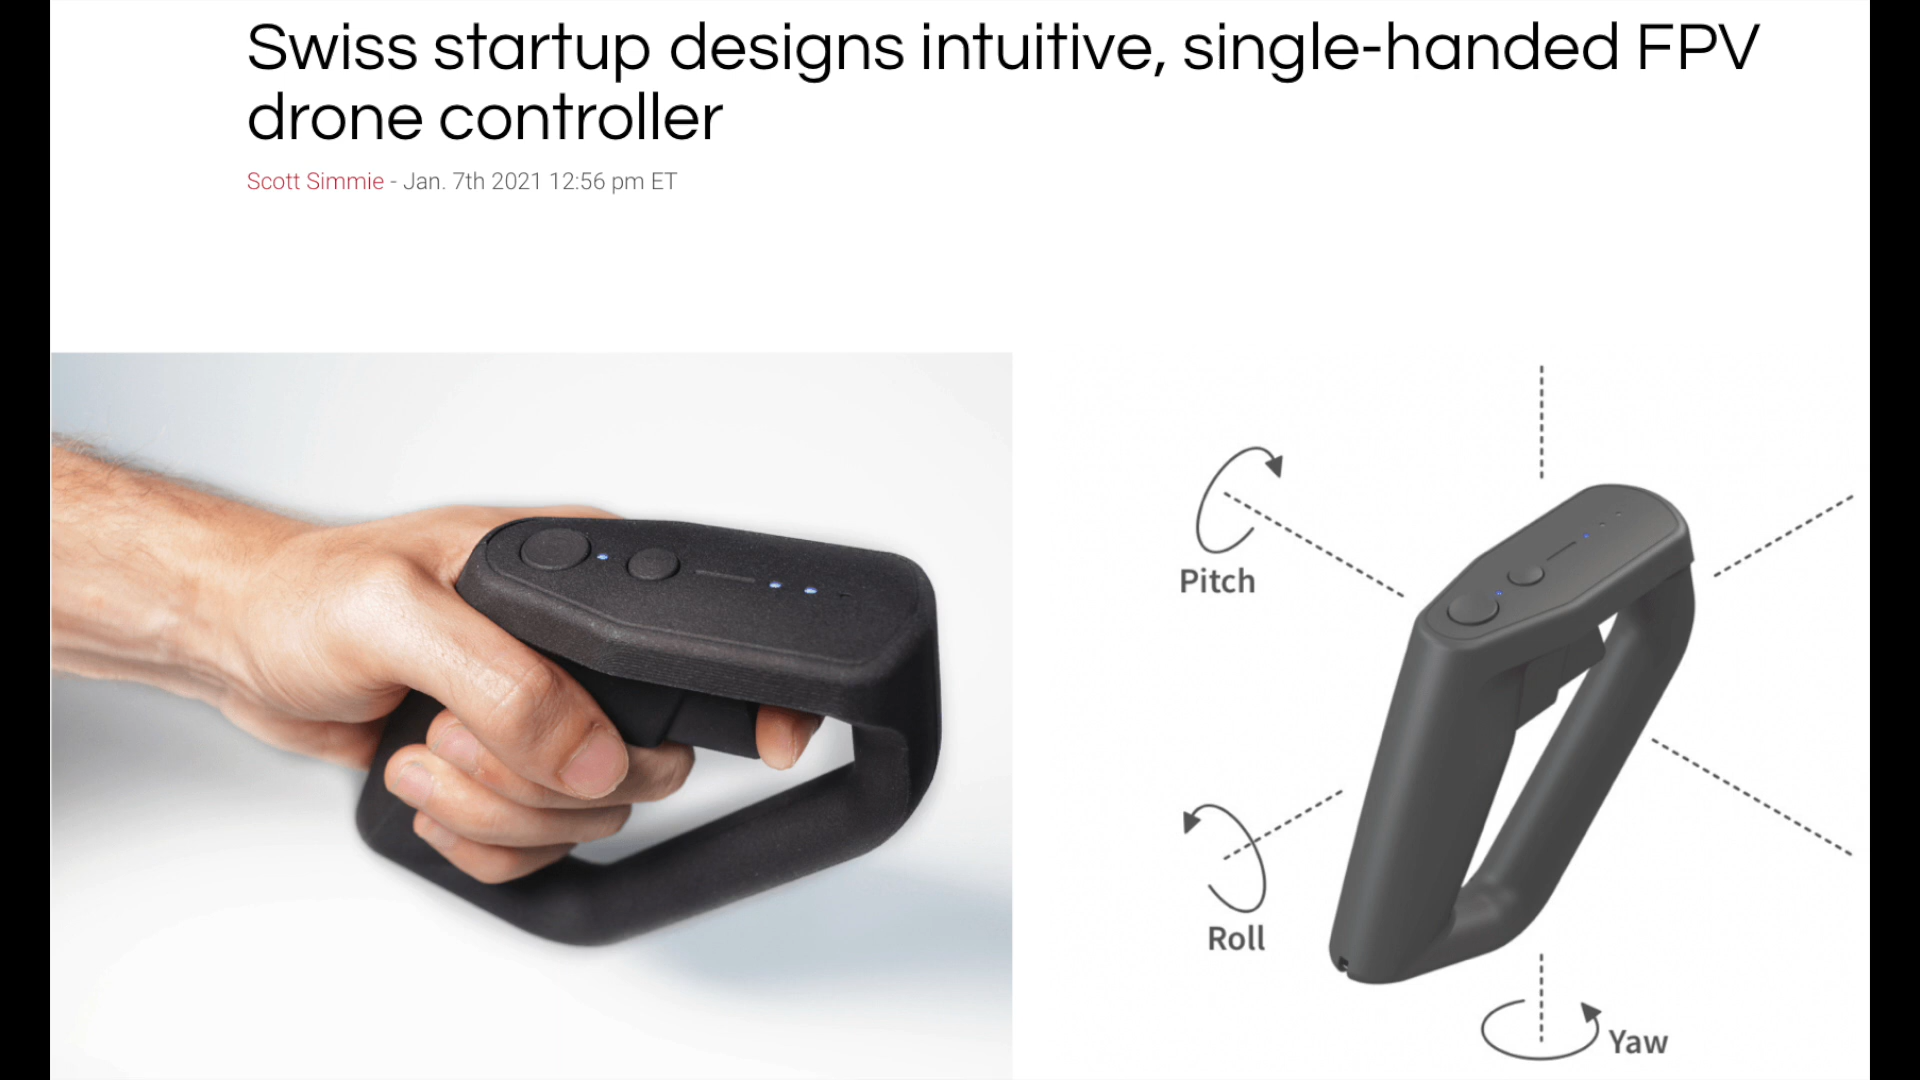 Swiss startup designs intuitive, single-handed FPV
drone controller
Scott Simmie - Jan. 7th 2021 12:56 pm ET
Pitch
Roll
Yaw